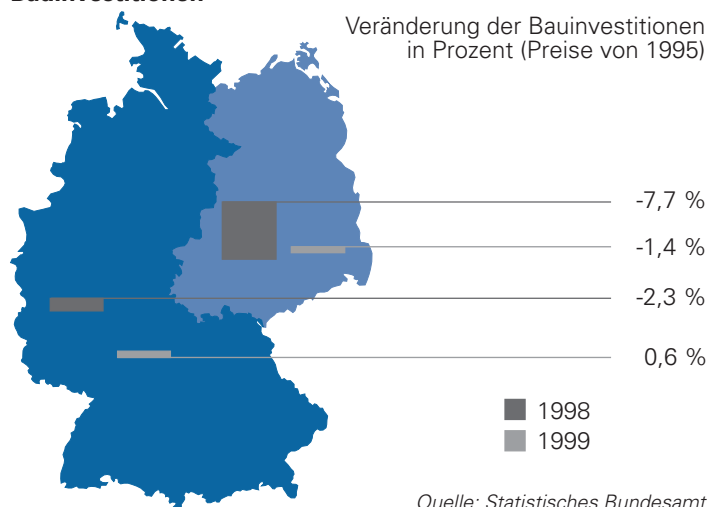 Bauinvestitionen
Veränderung der Bauinvestitionen
in Prozent (Preise von 1995)
-7,7 %
-1,4 %
-2,3 %
0,6 %
1998
1999
Quelle: Statistisches Bundesamt